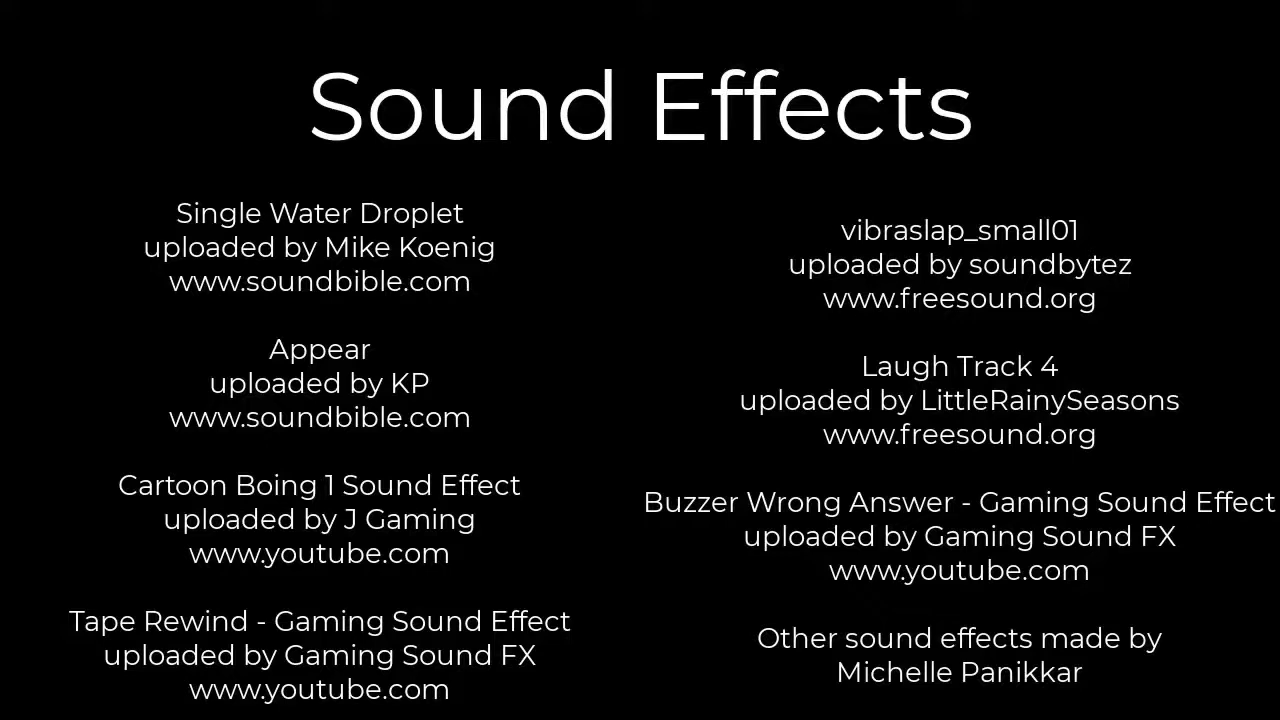 Sound Effects
Single Water Droplet
uploaded by Mike Koenig
www.soundbible.com
Appear
uploaded by KP
www.soundbible.com
Cartoon Boing 1 Sound Effect
uploaded by J Gaming
www.youtube.com
Tape Rewind - Gaming Sound Effect
uploaded by Gaming Sound FX
www.youtube.com
vibraslap_small01
uploaded by soundbytez
www.freesound.org
Laugh Track 4
uploaded by LittleRainySeasons
www.freesound.org
Buzzer Wrong Answer - Gaming Sound Effect
uploaded by Gaming Sound FX
www.youtube.com
Other sound effects made by
Michelle Panikkar